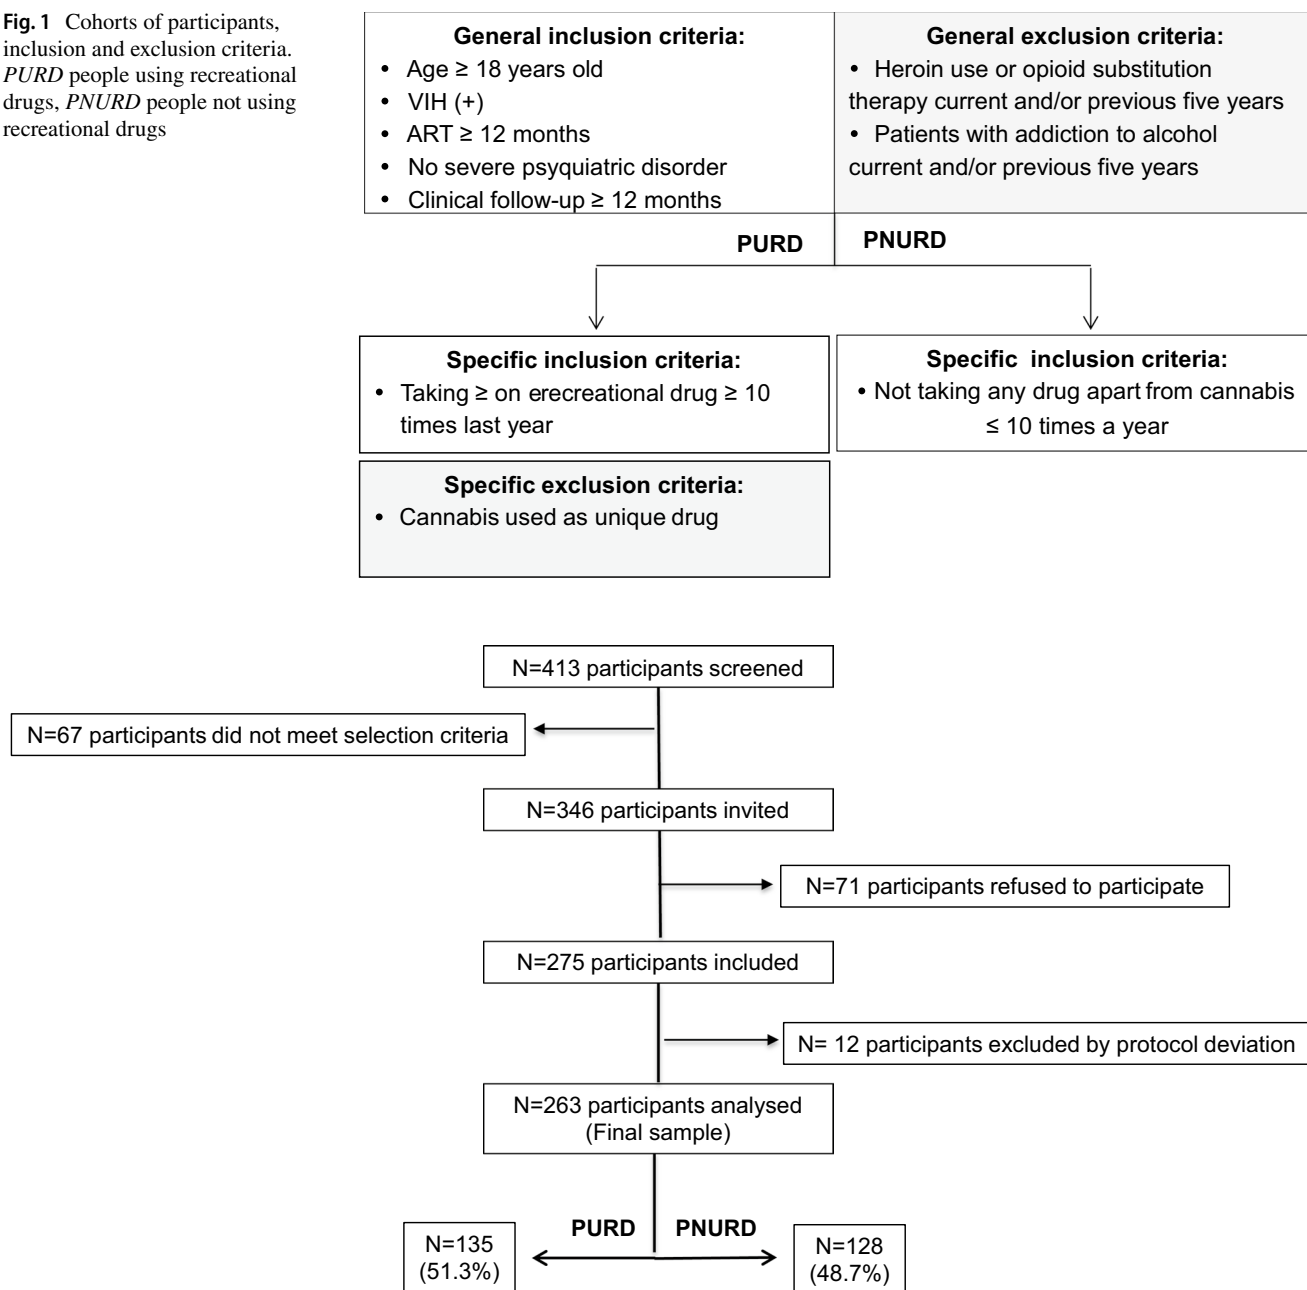 Fig. 1 Cohorts of participants,
inclusion and exclusion criteria.
PURD people using recreational
drugs, PNURD people not using
recreational drugs
General inclusion criteria:
• Age ≥ 18 years old
• VIH (+)
• ART ≥ 12 months
• No severe psyquiatric disorder
• Clinical follow-up ≥ 12 months
General exclusion criteria:
• Heroin use or opioid substitution
therapy current and/or previous five years
• Patients with addiction to alcohol
current and/or previous five years
PURD
PNURD
Specific inclusion criteria:
• Taking ≥ on erecreational drug ≥ 10
times last year
Specific inclusion criteria:
• Not taking any drug apart from cannabis
≤ 10 times a year
Specific exclusion criteria:
• Cannabis used as unique drug
N=413 participants screened
N=67 participants did not meet selection criteria
N=346 participants invited
N=71 participants refused to participate
N=275 participants included
N= 12 participants excluded by protocol deviation
N=263 participants analysed
(Final sample)
PURD
PNURD
N=135
(51.3%)
N=128
(48.7%)